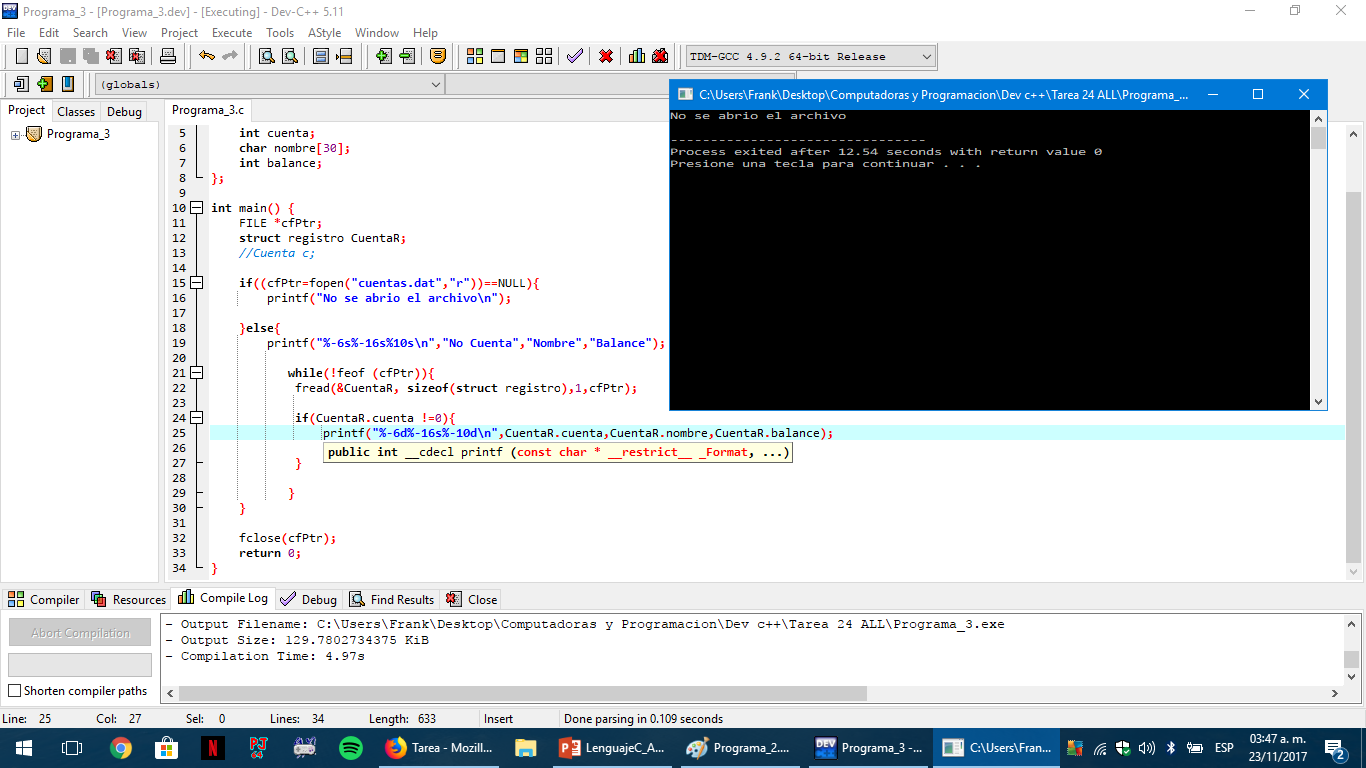 Programa_3 - [Programa_3.dev] - [Executing] - Dev-C++ 5.11
File Edit Search View Project Execute Tools AStyle Window Help
TDM-GCC 4.9.2 64-bit Release
(globals)
Project Classes Debug
Programa_3.c
Programa_3
5 int cuenta;
6 char nombre[30];
7 int balance;
8 };
9
10 int main() {
11 FILE *cfPtr;
12 struct registro CuentaR;
13 //Cuenta c;
14
15 if((cfPtr=fopen("cuentas.dat","r"))==NULL){
16 printf("No se abrio el archivo\n");
17
18 }else{
19 printf("%-6s%-16s%10s\n","No Cuenta","Nombre","Balance");
20
21 while(!feof (cfPtr)){
22 fread(&CuentaR, sizeof(struct registro),1,cfPtr);
23
24 if(CuentaR.cuenta !=0){
25 printf("%-6d%-16s%-10d\n",CuentaR.cuenta,CuentaR.nombre,CuentaR.balance);
26 public int __cdecl printf (const char * __restrict__ _Format, ...)
27 }
28
29 }
30 }
31
32 fclose(cfPtr);
33 return 0;
34 }
C:\Users\Frank\Desktop\Computadoras y Programacion\Dev c++\Tarea 24 ALL\Programa_...
No se abrio el archivo
--------------------------------
Process exited after 12.54 seconds with return value 0
Presione una tecla para continuar . . .
Compiler Resources Compile Log Debug Find Results Close
Abort Compilation
Shorten compiler paths
- Output Filename: C:\Users\Frank\Desktop\Computadoras y Programacion\Dev c++\Tarea 24 ALL\Programa_3.exe
- Output Size: 129.7802734375 KiB
- Compilation Time: 4.97s
Line: 25 Col: 27 Sel: 0 Lines: 34 Length: 633 Insert Done parsing in 0.109 seconds
Tarea - Mozill... LenguajeC_A... Programa_2.... Programa_3 -... C:\Users\Fran... ESP 03:47 a. m.
23/11/2017 2